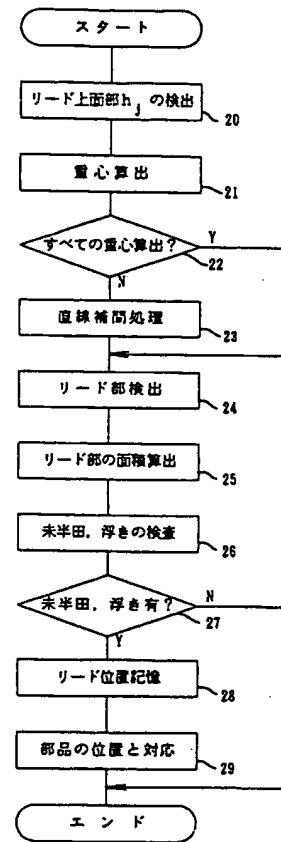 スタート
リード上面部hjの検出
20
重心算出
21
すべての重心算出?
Y
22
N
直線補間処理
23
リード部検出
24
リード部の面積算出
25
未半田,浮きの検査
26
未半田,浮き有?
N
27
Y
リード位置記憶
28
部品の位置と対応
29
エンド